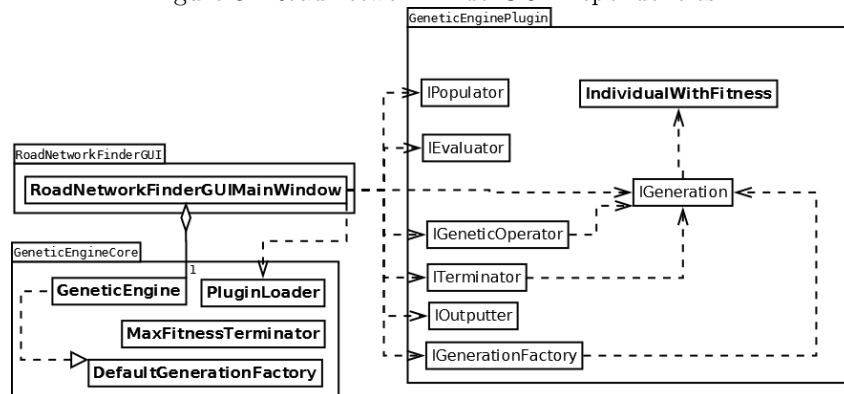 GeneticEnginePlugin
IPopulator
IndividualWithFitness
IEvaluator
RoadNetworkFinderGUI
RoadNetworkFinderGUIMainWindow
IGeneration
IGeneticOperator
GeneticEngineCore
1
ITerminator
GeneticEngine
PluginLoader
IOutputter
MaxFitnessTerminator
IGenerationFactory
DefaultGenerationFactory